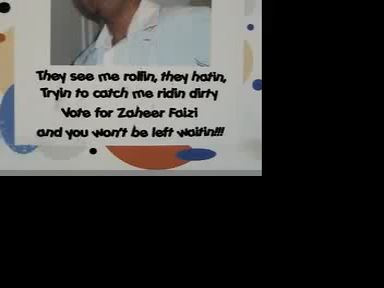 They see me rollin, they hatin,
Tryin to catch me ridin dirty
Vote for Zaheer Faizi
and you won't be left waitin!!!